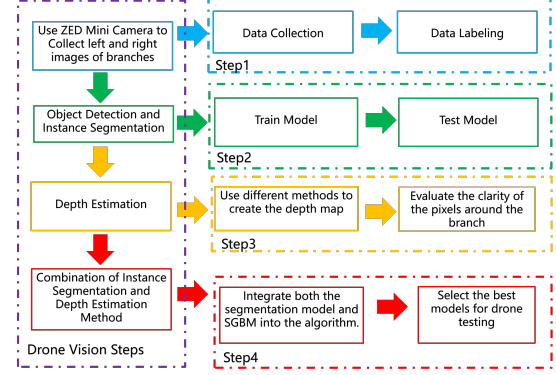 Use ZED Mini Camera to
Collect left and right
images of branches
Data Collection
Data Labeling
Step1
Object Detection and
Instance Segmentation
Train Model
Test Model
Step2
Depth Estimation
Use different methods to
create the depth map
Evaluate the clarity of
the pixels around the
branch
Step3
Combination of Instance
Segmentation and
Depth Estimation
Method
Integrate both the
segmentation model and
SGBM into the algorithm.
Select the best
models for drone
testing
Step4
Drone Vision Steps